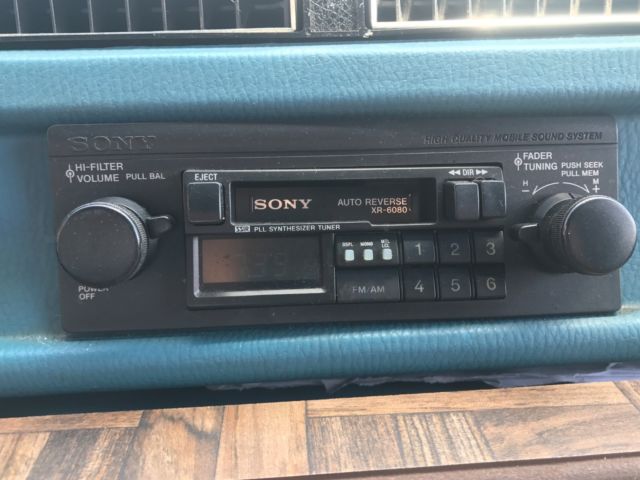 SONY
HIGH QUALITY MOBILE SOUND SYSTEM
HI-FILTER
VOLUME PULL BAL
POWER
OFF
EJECT
SONY AUTO REVERSE
XR-6080
DIR
SSIR PLL SYNTHESIZER TUNER
DSPL MONO
FM/AM
1 2 3
4 5 6
FADER
TUNING PUSH SEEK
PULL MEM
H M
- +